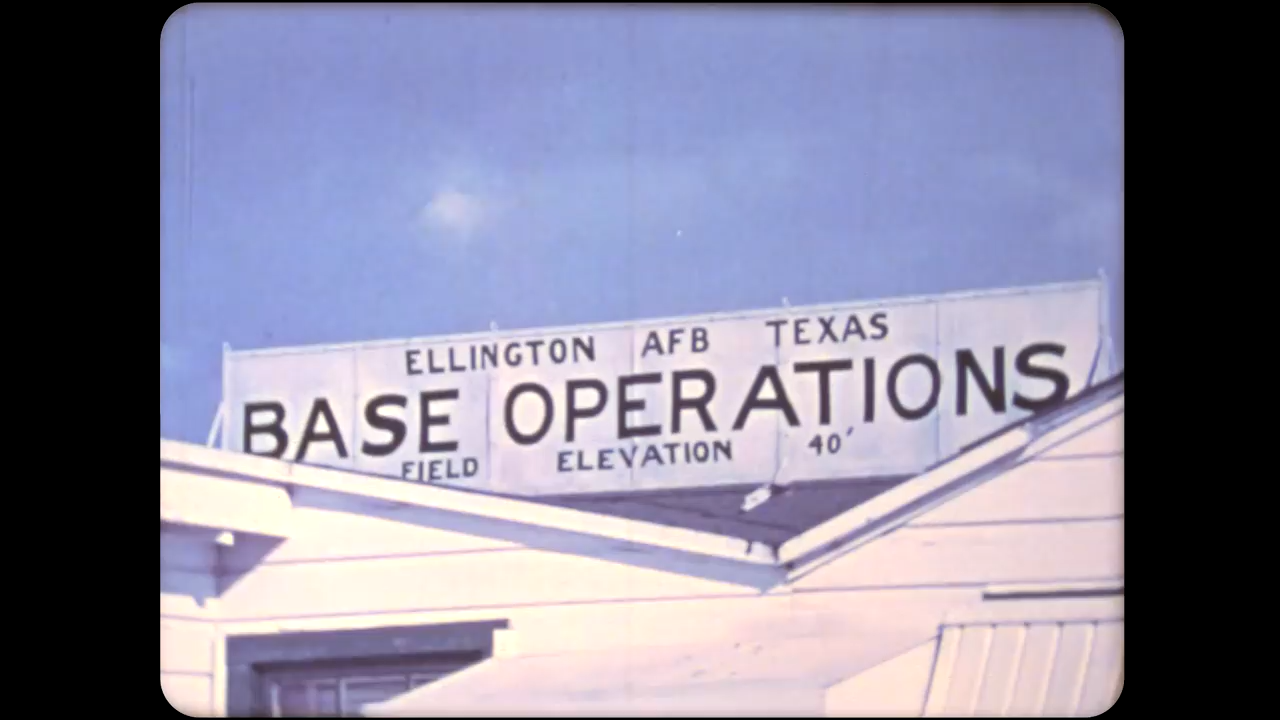 ELLINGTON AFB TEXAS
BASE OPERATIONS
FIELD ELEVATION 40'